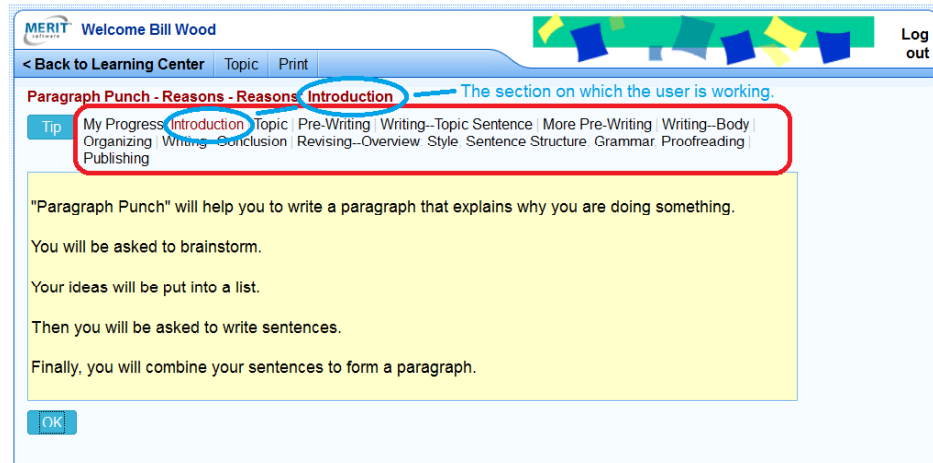 MERIT Welcome Bill Wood
software
Log
out
< Back to Learning Center Topic Print
Paragraph Punch - Reasons - Reasons: Introduction
The section on which the user is working.
Tip
My Progress Introduction Topic | Pre-Writing | Writing--Topic Sentence | More Pre-Writing | Writing--Body |
Organizing | Writing--Conclusion | Revising--Overview, Style, Sentence Structure, Grammar, Proofreading |
Publishing
"Paragraph Punch" will help you to write a paragraph that explains why you are doing something.
You will be asked to brainstorm.
Your ideas will be put into a list.
Then you will be asked to write sentences.
Finally, you will combine your sentences to form a paragraph.
OK